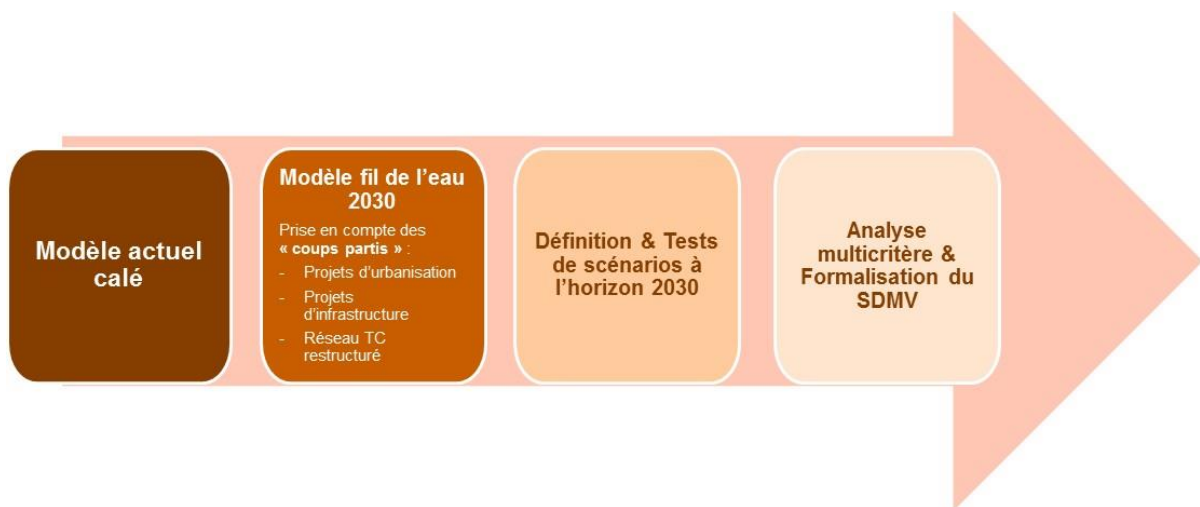 Modèle actuel
calé
Modèle fil de l’eau
2030
Prise en compte des
« coups partis » :
- Projets d’urbanisation
- Projets
d’infrastructure
- Réseau TC
restructuré
Définition & Tests
de scénarios à
l’horizon 2030
Analyse
multicritère &
Formalisation du
SDMV